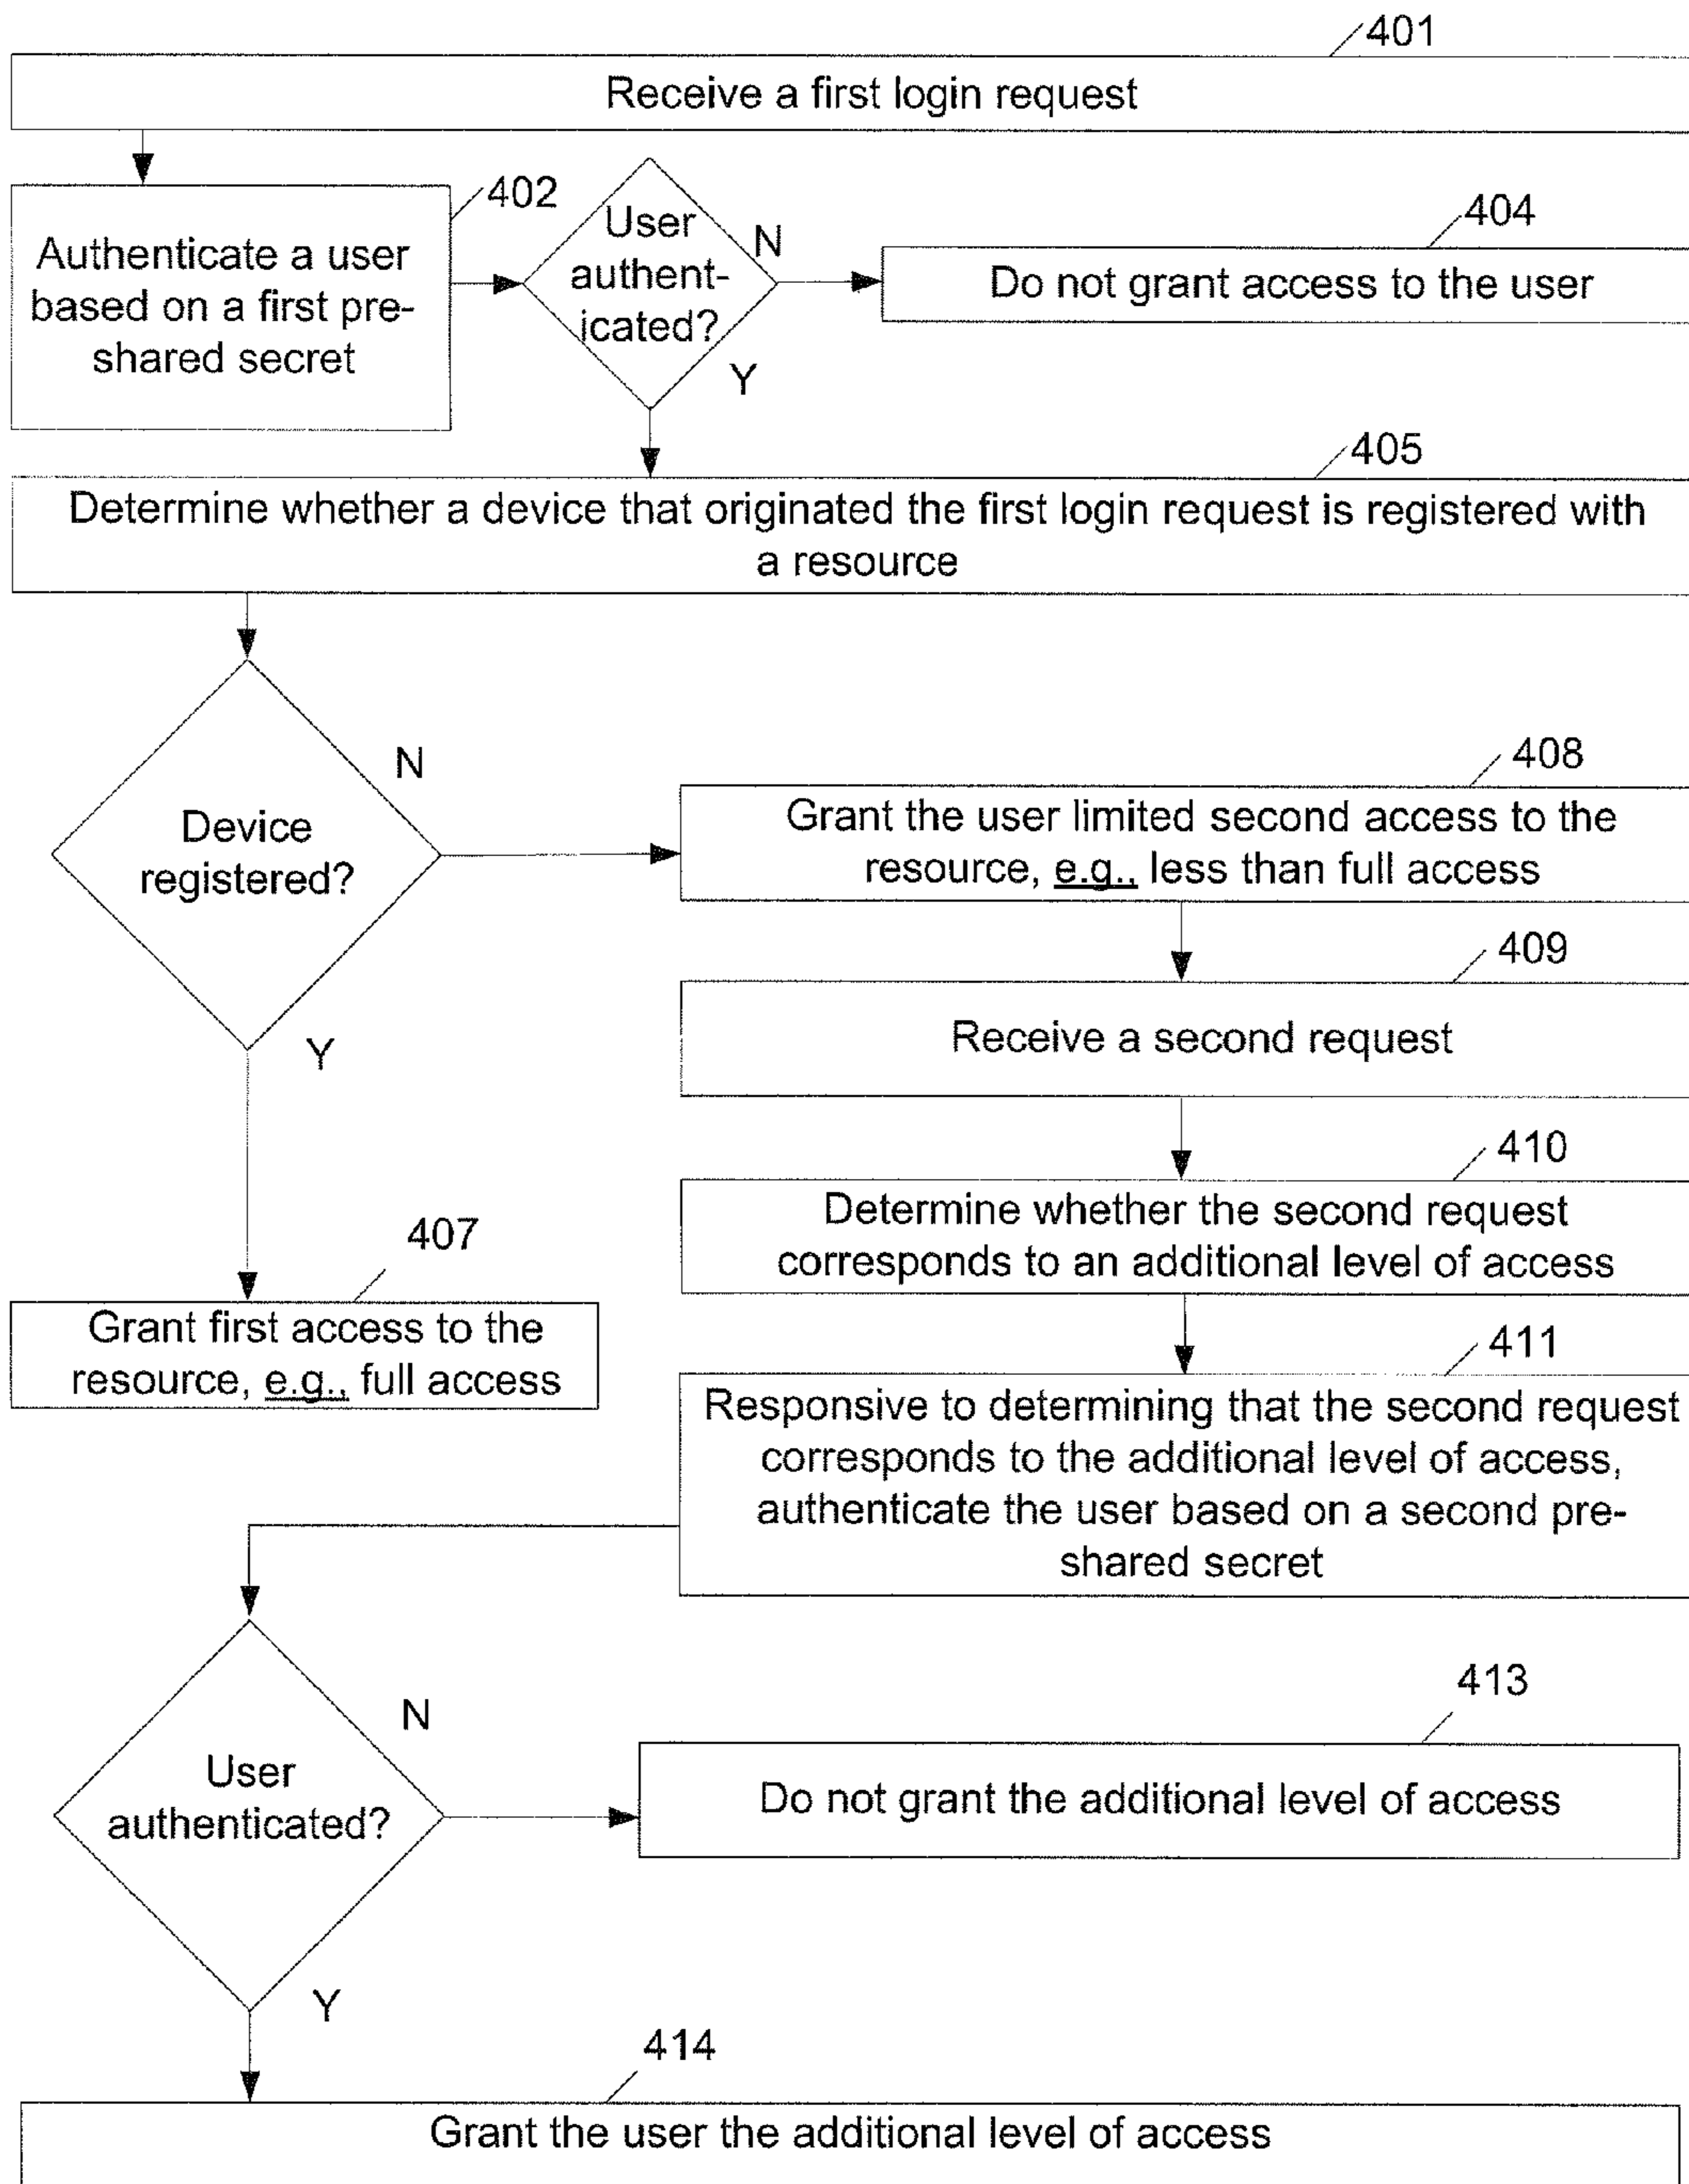 401
Receive a first login request
402
Authenticate a user
based on a first pre-
shared secret
User
authent-
icated?
N
Y
404
Do not grant access to the user
405
Determine whether a device that originated the first login request is registered with
a resource
Device
registered?
N
Y
408
Grant the user limited second access to the
resource, e.g., less than full access
409
Receive a second request
410
Determine whether the second request
corresponds to an additional level of access
407
Grant first access to the
resource, e.g., full access
411
Responsive to determining that the second request
corresponds to the additional level of access,
authenticate the user based on a second pre-
shared secret
User
authenticated?
N
Y
413
Do not grant the additional level of access
414
Grant the user the additional level of access